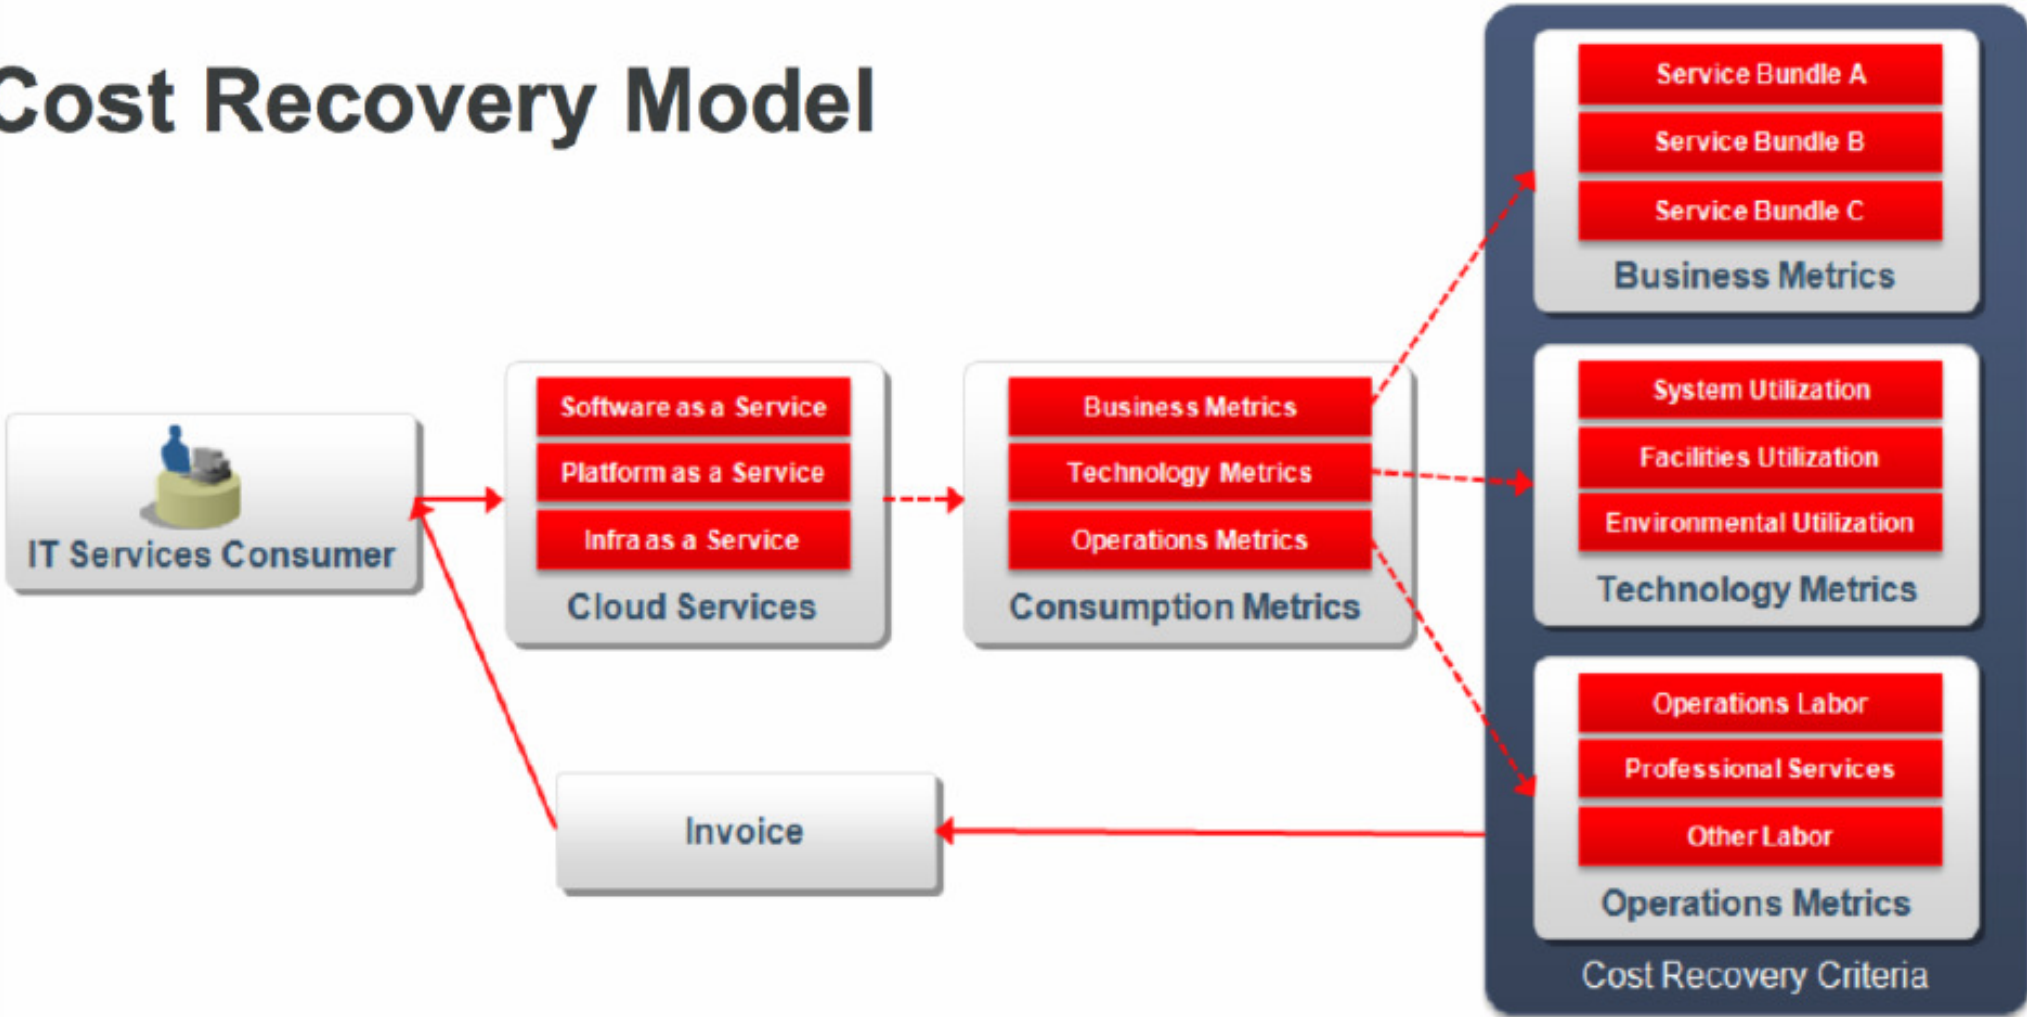 Cost Recovery Model
Service Bundle A
Service Bundle B
Service Bundle C
Business Metrics
System Utilization
Facilities Utilization
Environmental Utilization
Technology Metrics
Operations Labor
Professional Services
Other Labor
Operations Metrics
Cost Recovery Criteria
IT Services Consumer
Software as a Service
Platform as a Service
Infra as a Service
Cloud Services
Business Metrics
Technology Metrics
Operations Metrics
Consumption Metrics
Invoice